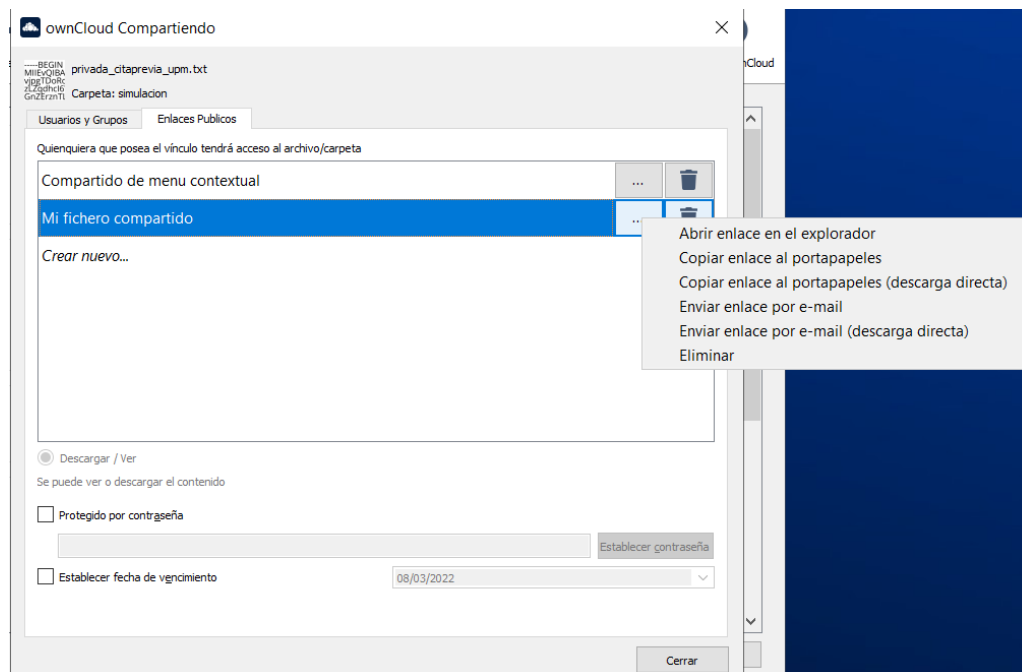 ownCloud Compartiendo
-----BEGIN
MIIEvQIBA
privada_citaprevia_upm.txt
Carpeta: simulacion
nCloud
Usuarios y Grupos
Enlaces Publicos
Quienquiera que posea el vínculo tendrá acceso al archivo/carpeta
Compartido de menu contextual
...
Mi fichero compartido
...
Crear nuevo...
Abrir enlace en el explorador
Copiar enlace al portapapeles
Copiar enlace al portapapeles (descarga directa)
Enviar enlace por e-mail
Enviar enlace por e-mail (descarga directa)
Eliminar
Descargar / Ver
Se puede ver o descargar el contenido
Protegido por contraseña
Establecer contraseña
Establecer fecha de vencimiento
08/03/2022
Cerrar